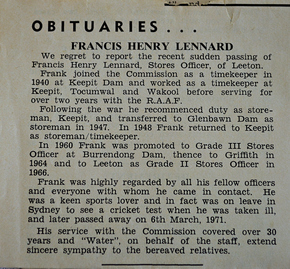 OBITUARIES . . .
FRANCIS HENRY LENNARD
We regret to report the recent sudden passing of
Francis Henry Lennard, Stores Officer, of Leeton.
Frank joined the Commission as a timekeeper in
1940 at Keepit Dam and worked as a timekeeper at
Keepit, Tocumwal and Wakool before serving for
over two years with the R.A.A.F.
Following the war he commenced duty as store-
man, Keepit, and transferred to Glenbawn Dam as
storeman in 1947. In 1948 Frank returned to Keepit
as storeman/timekeeper.
In 1960 Frank was promoted to Grade III Stores
Officer at Burrendong Dam, thence to Griffith in
1964 and to Leeton as Grade II Stores Officer in
1966.
Frank was highly regarded by all his fellow officers
and everyone with whom he came in contact. He
was a keen sports lover and in fact was on leave in
Sydney to see a cricket test when he was taken ill,
and later passed away on 6th March, 1971.
His service with the Commission covered over 30
years and "Water", on behalf of the staff, extend
sincere sympathy to the bereaved relatives.